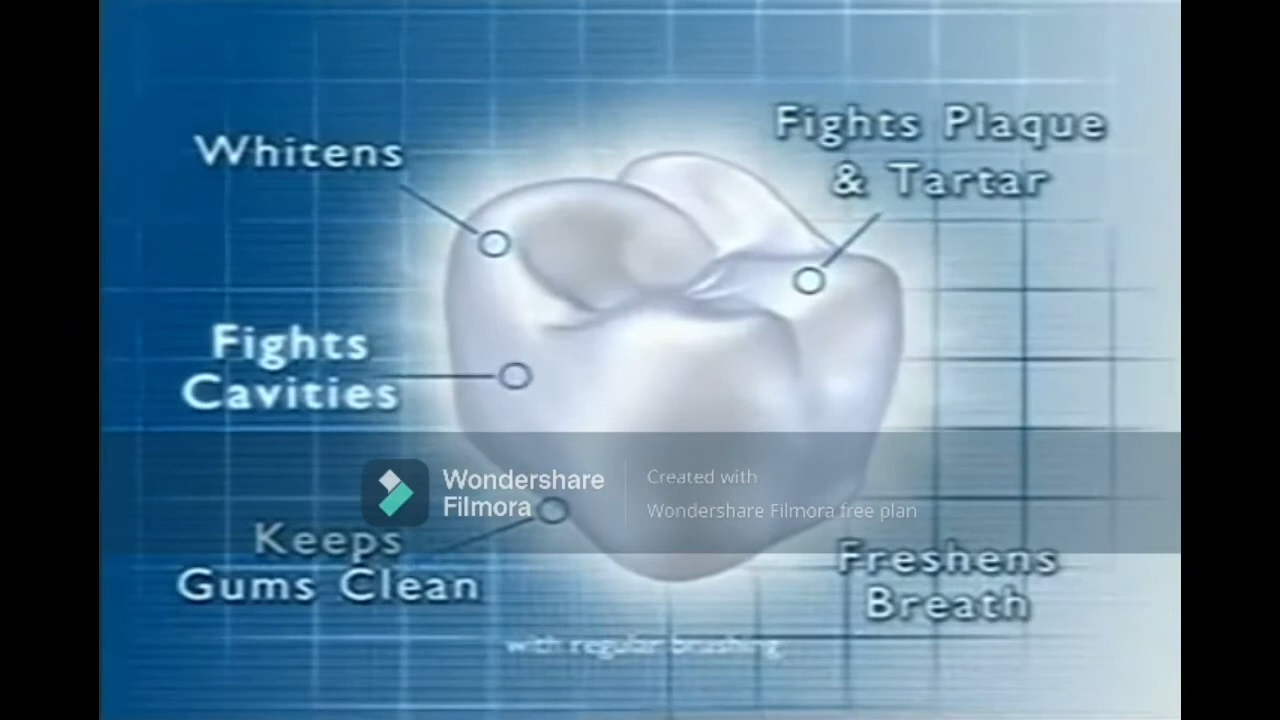 Whitens
Fights Plaque
& Tartar
Fights
Cavities
Wondershare
Filmora
Created with
Wondershare Filmora free plan
Keeps
Gums Clean
Freshens
Breath
with regular brushing